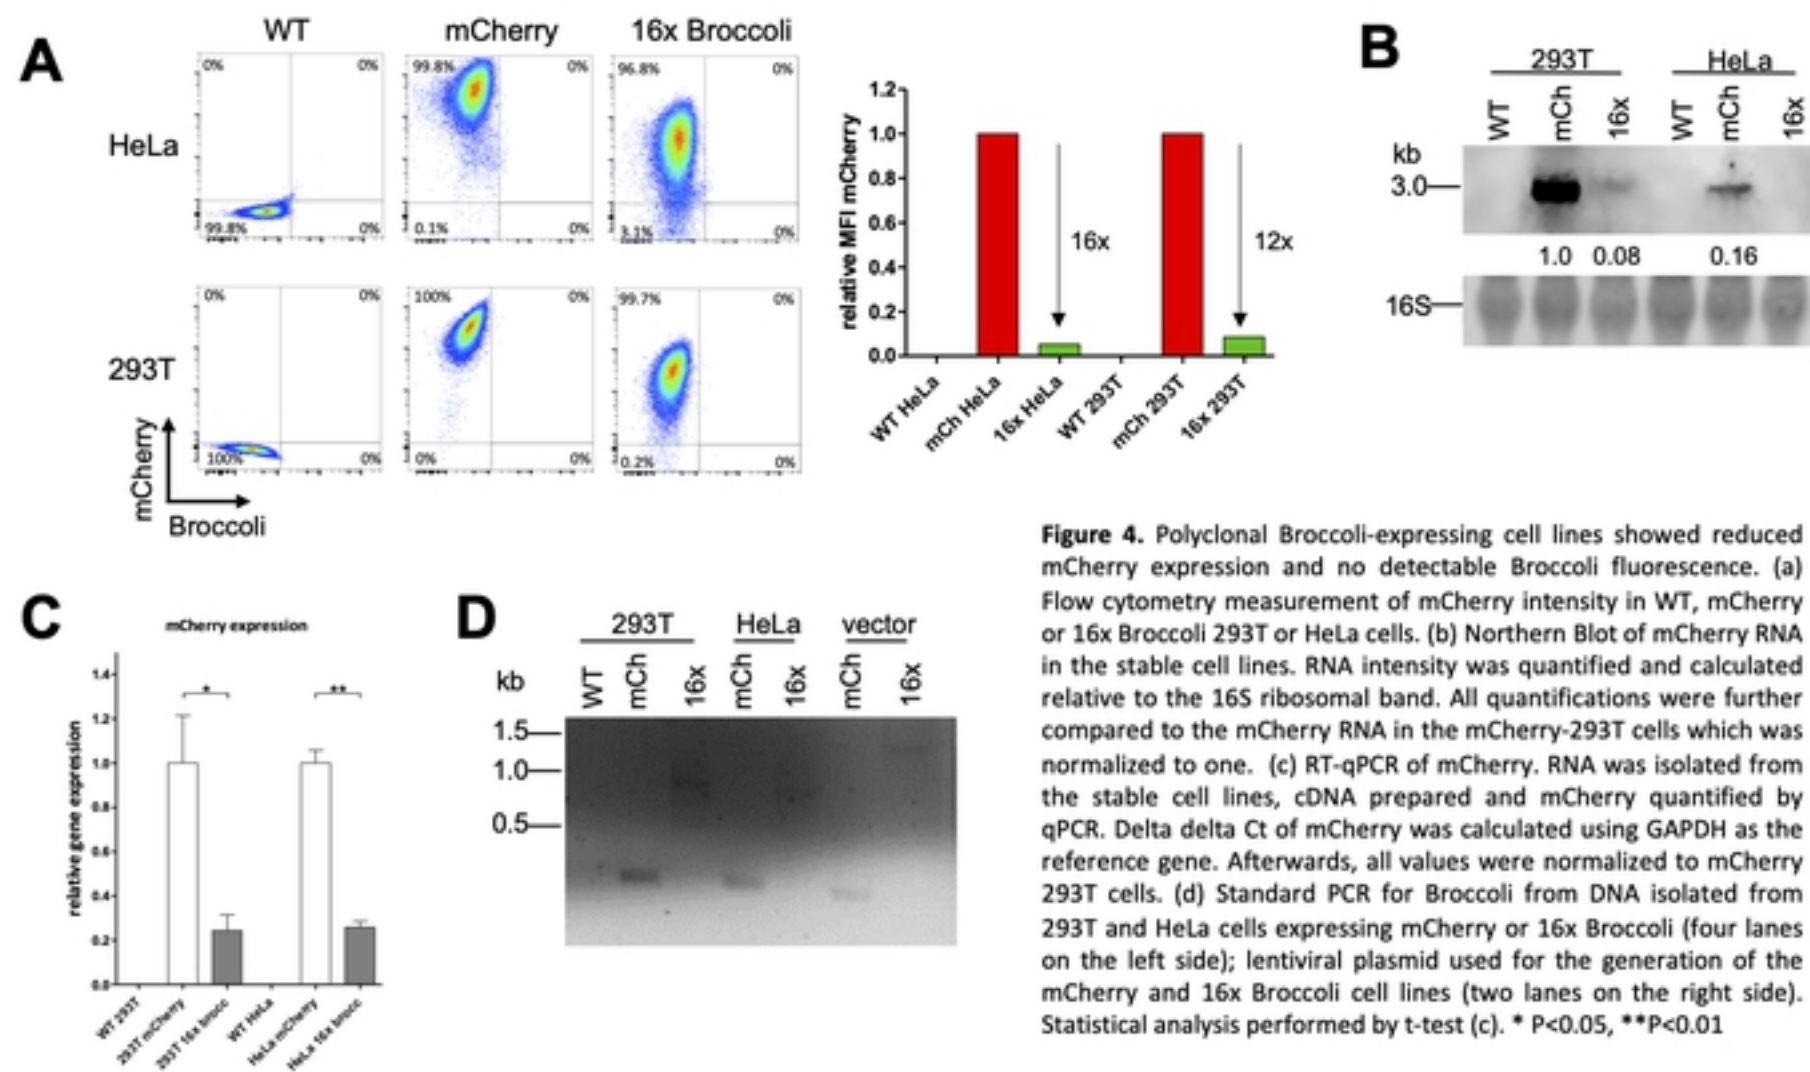 A
WT
mCherry
16x Broccoli
HeLa
0%
0%
99.8%
0%
99.8%
0%
0.1%
0%
96.8%
0%
3.1%
0%
293T
0%
0%
100%
0%
100%
0%
0%
0%
99.7%
0%
0.2%
0%
mCherry
Broccoli
relative MFI mCherry
1.2
1.0
0.8
0.6
0.4
0.2
0.0
16x
12x
WT HeLa
mCh HeLa
16x HeLa
WT 293T
mCh 293T
16x 293T
B
293T
HeLa
WT
mCh
16x
WT
mCh
16x
kb
3.0
1.0 0.08 0.16
16S
C
mCherry expression
relative gene expression
1.4
1.2
1.0
0.8
0.6
0.4
0.2
0.0
*
**
WT 293T
293T mCherry
293T 16x brocc
WT HeLa
HeLa mCherry
HeLa 16x brocc
D
293T
HeLa
vector
kb
WT
mCh
16x
mCh
16x
mCh
16x
1.5
1.0
0.5
Figure 4. Polyclonal Broccoli-expressing cell lines showed reduced
mCherry expression and no detectable Broccoli fluorescence. (a)
Flow cytometry measurement of mCherry intensity in WT, mCherry
or 16x Broccoli 293T or HeLa cells. (b) Northern Blot of mCherry RNA
in the stable cell lines. RNA intensity was quantified and calculated
relative to the 16S ribosomal band. All quantifications were further
compared to the mCherry RNA in the mCherry-293T cells which was
normalized to one. (c) RT-qPCR of mCherry. RNA was isolated from
the stable cell lines, cDNA prepared and mCherry quantified by
qPCR. Delta delta Ct of mCherry was calculated using GAPDH as the
reference gene. Afterwards, all values were normalized to mCherry
293T cells. (d) Standard PCR for Broccoli from DNA isolated from
293T and HeLa cells expressing mCherry or 16x Broccoli (four lanes
on the left side); lentiviral plasmid used for the generation of the
mCherry and 16x Broccoli cell lines (two lanes on the right side).
Statistical analysis performed by t-test (c). * P<0.05, **P<0.01